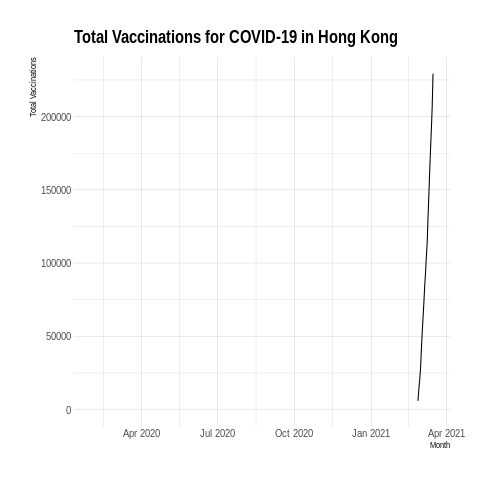 Total Vaccinations for COVID-19 in Hong Kong
Total Vaccinations
200000
150000
100000
50000
0
Apr 2020 Jul 2020 Oct 2020 Jan 2021 Apr 2021
Month